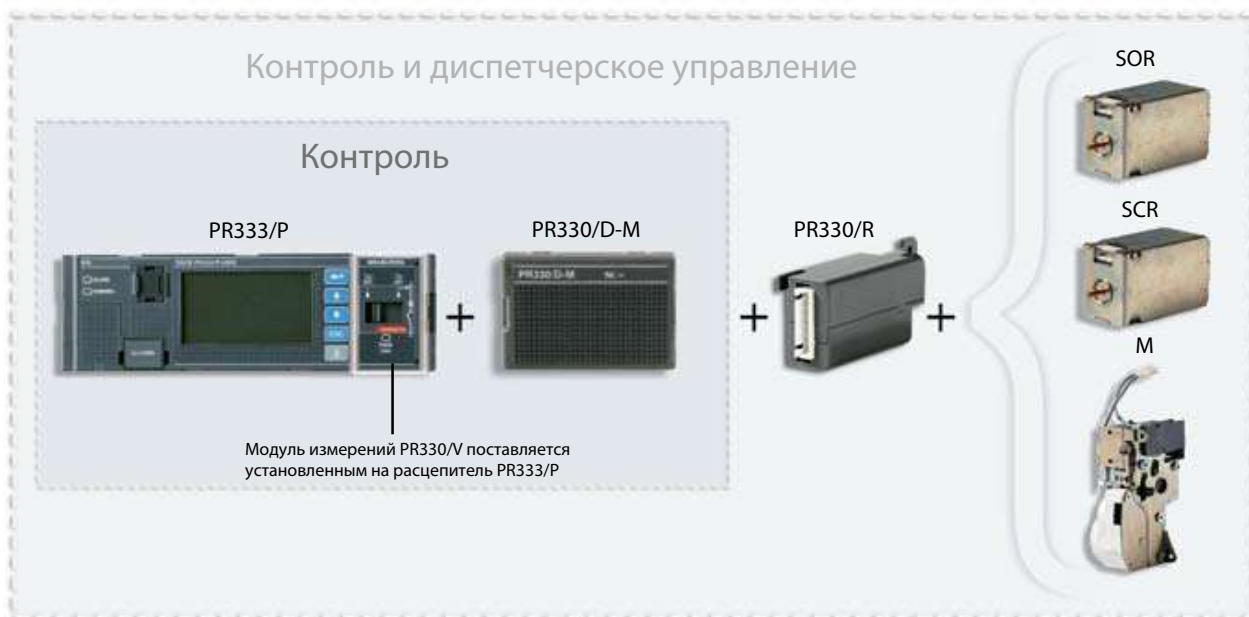 Контроль и диспетчерское управление
SOR
Контроль
SCR
PR333/P
+
PR330/D-M
+
PR330/R
+
PR330/D-M
M
Модуль измерений PR330/V поставляется
установленным на расцепитель PR333/P